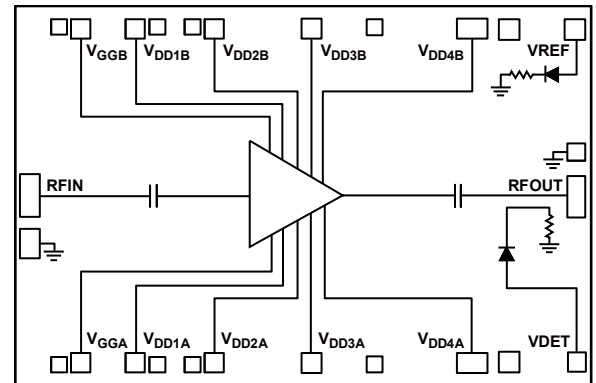 VGGB VDD1B VDD2B VDD3B VDD4B VREF
RFIN RFOUT
VGGA VDD1A VDD2A VDD3A VDD4A VDET